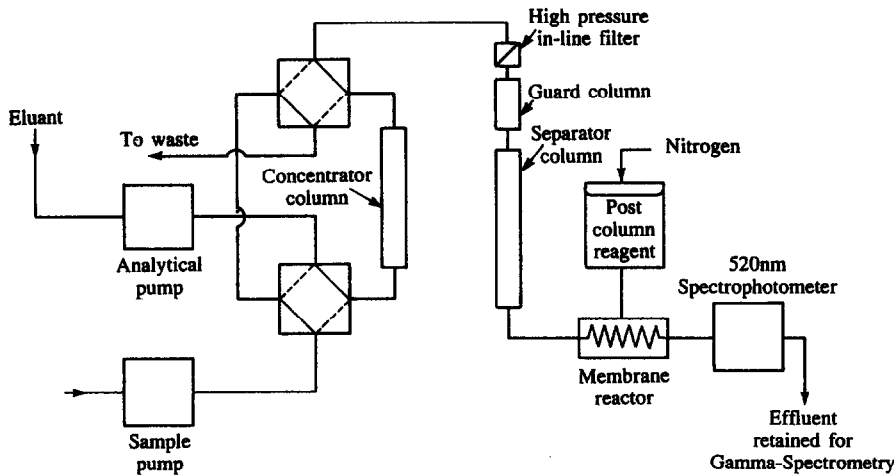 High pressure
in-line filter
Guard column
Eluant
To waste
Separator
column
Nitrogen
Concentrator
column
Post
column
reagent
Analytical
pump
520nm
Spectrophotometer
Membrane
reactor
Sample
pump
Effluent
retained for
Gamma-Spectrometry